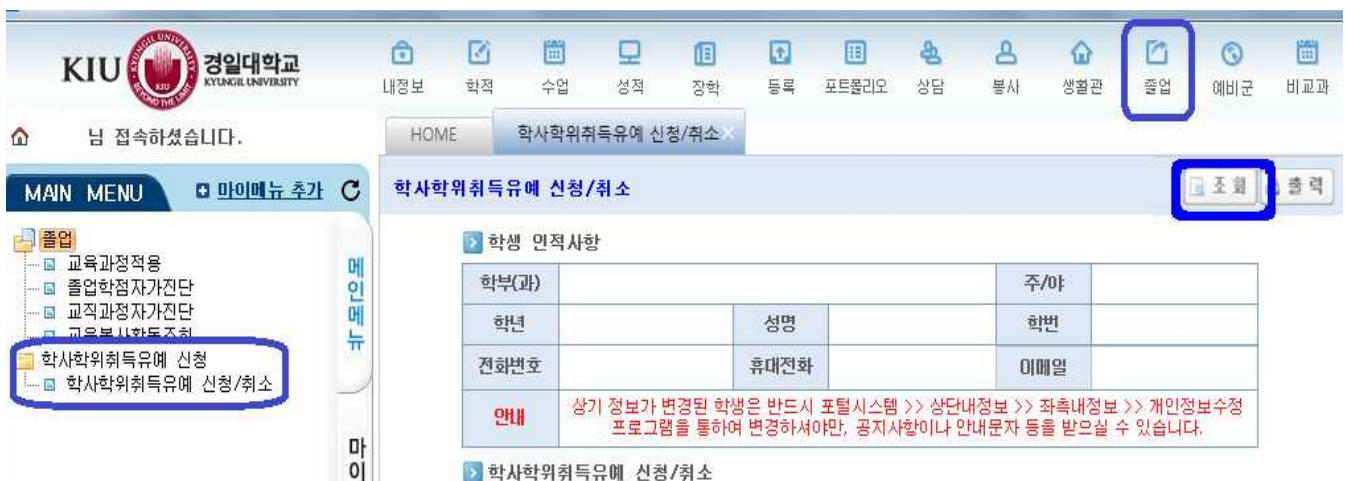 KIU
경일대학교
KYUNGIL UNIVERSITY
내정보 학적 수업 성적 장학 등록 포트폴리오 상담 봉사 생활관 졸업 예비군 비교과
님 접속하셨습니다.
HOME 학사학위취득유예 신청/취소
MAIN MENU 마이메뉴 추가
학사학위취득유예 신청/취소
조회 출력
졸업
교육과정적용
졸업학점자가진단
교직과정자가진단
교육봉사활동조회
학사학위취득유예 신청
학사학위취득유예 신청/취소
메인메뉴
마이
학생 인적사항
학부(과) 주/야
학년 성명 학번
전화번호 휴대전화 이메일
안내 상기 정보가 변경된 학생은 반드시 포털시스템 >> 상단내정보 >> 좌측내정보 >> 개인정보수정
프로그램을 통하여 변경하셔야만, 공지사항이나 안내문자 등을 받으실 수 있습니다.
학사학위취득유예 신청/취소